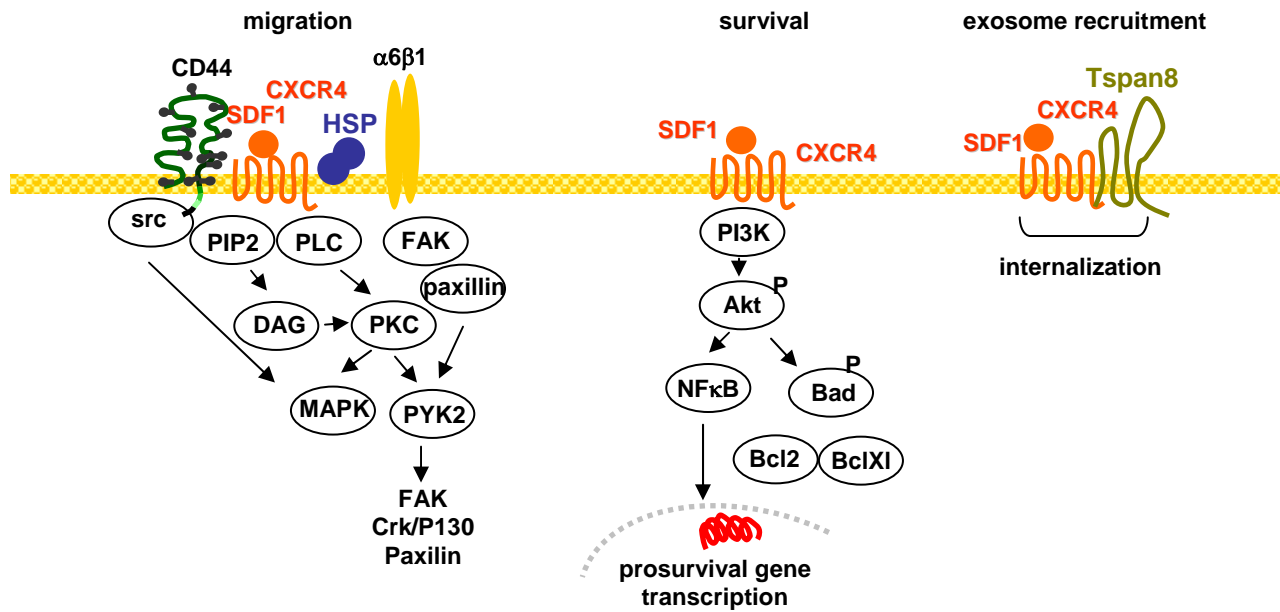 migration
α6β1
CD44
CXCR4
SDF1
HSP
src
PIP2
PLC
FAK
paxillin
DAG
PKC
MAPK
PYK2
FAK
Crk/P130
Paxilin
survival
SDF1
CXCR4
PI3K
P
Akt
P
NFκB
Bad
Bcl2
BclXl
prosurvival gene
transcription
exosome recruitment
Tspan8
CXCR4
SDF1
internalization